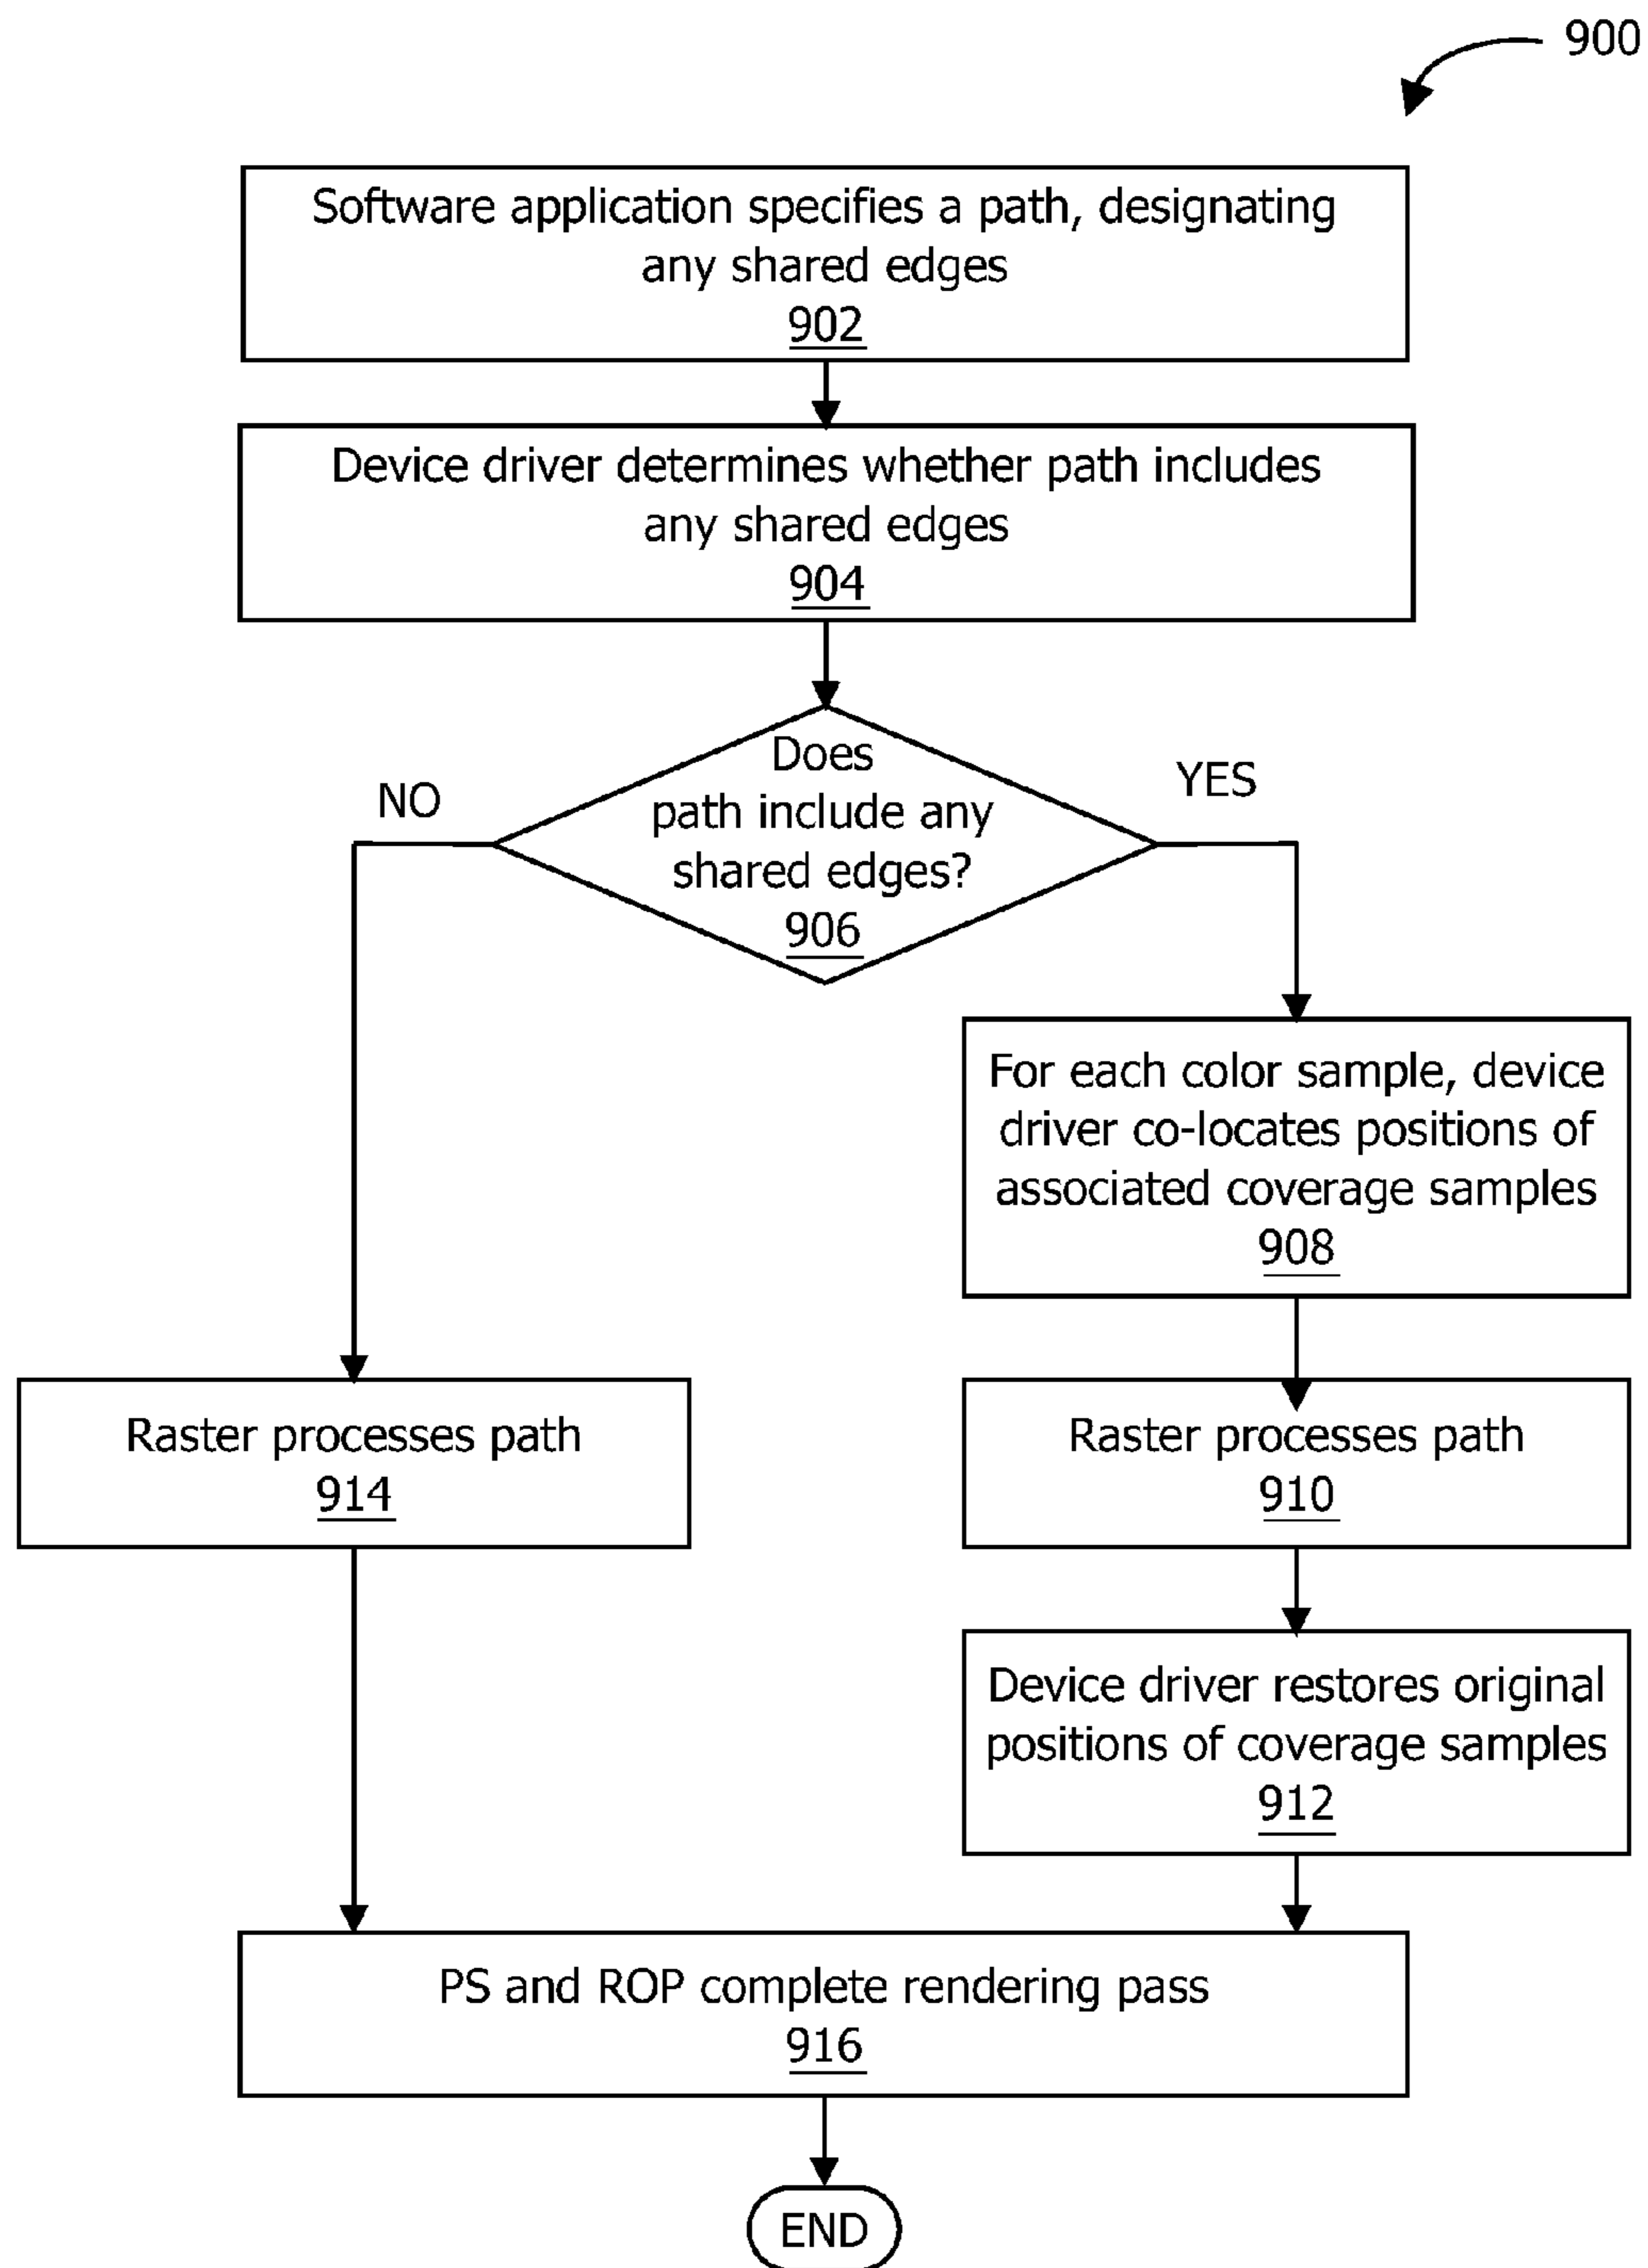 900
Software application specifies a path, designating
any shared edges
902
Device driver determines whether path includes
any shared edges
904
Does
path include any
shared edges?
906
NO
YES
For each color sample, device
driver co-locates positions of
associated coverage samples
908
Raster processes path
914
Raster processes path
910
Device driver restores original
positions of coverage samples
912
PS and ROP complete rendering pass
916
END